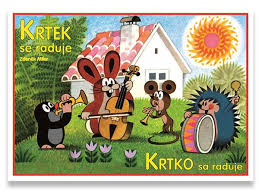 KRTEK
se raduje
Zdeněk Miler
KRTKO sa raduje